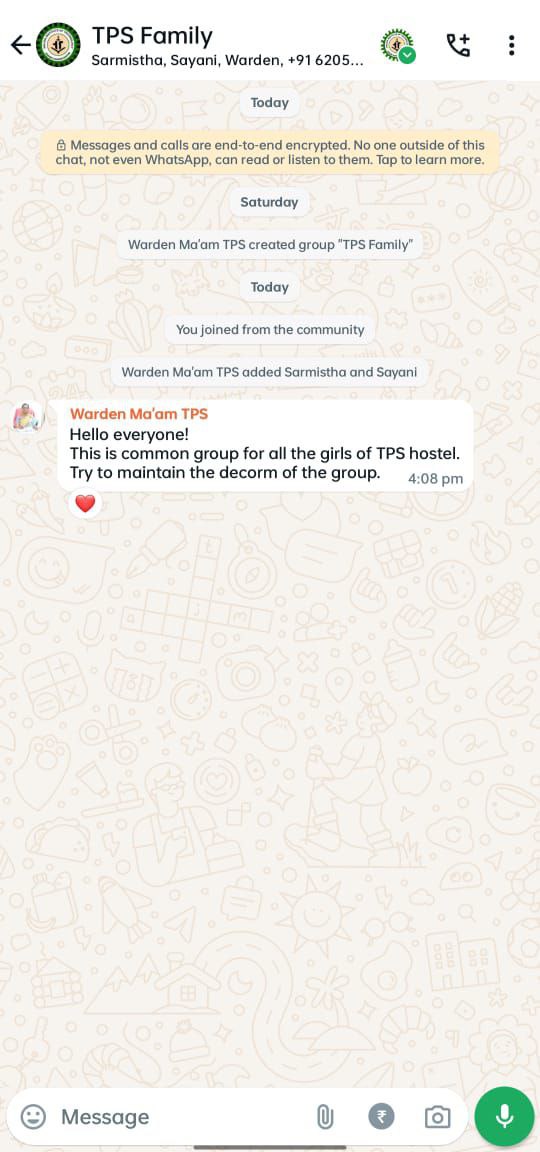 TPS Family
Sarmistha, Sayani, Warden, +91 6205...
Today
Messages and calls are end-to-end encrypted. No one outside of this
chat, not even WhatsApp, can read or listen to them. Tap to learn more.
Saturday
Warden Ma'am TPS created group "TPS Family"
Today
You joined from the community
Warden Ma'am TPS added Sarmistha and Sayani
Warden Ma'am TPS
Hello everyone!
This is common group for all the girls of TPS hostel.
Try to maintain the decorm of the group.
4:08 pm
Message